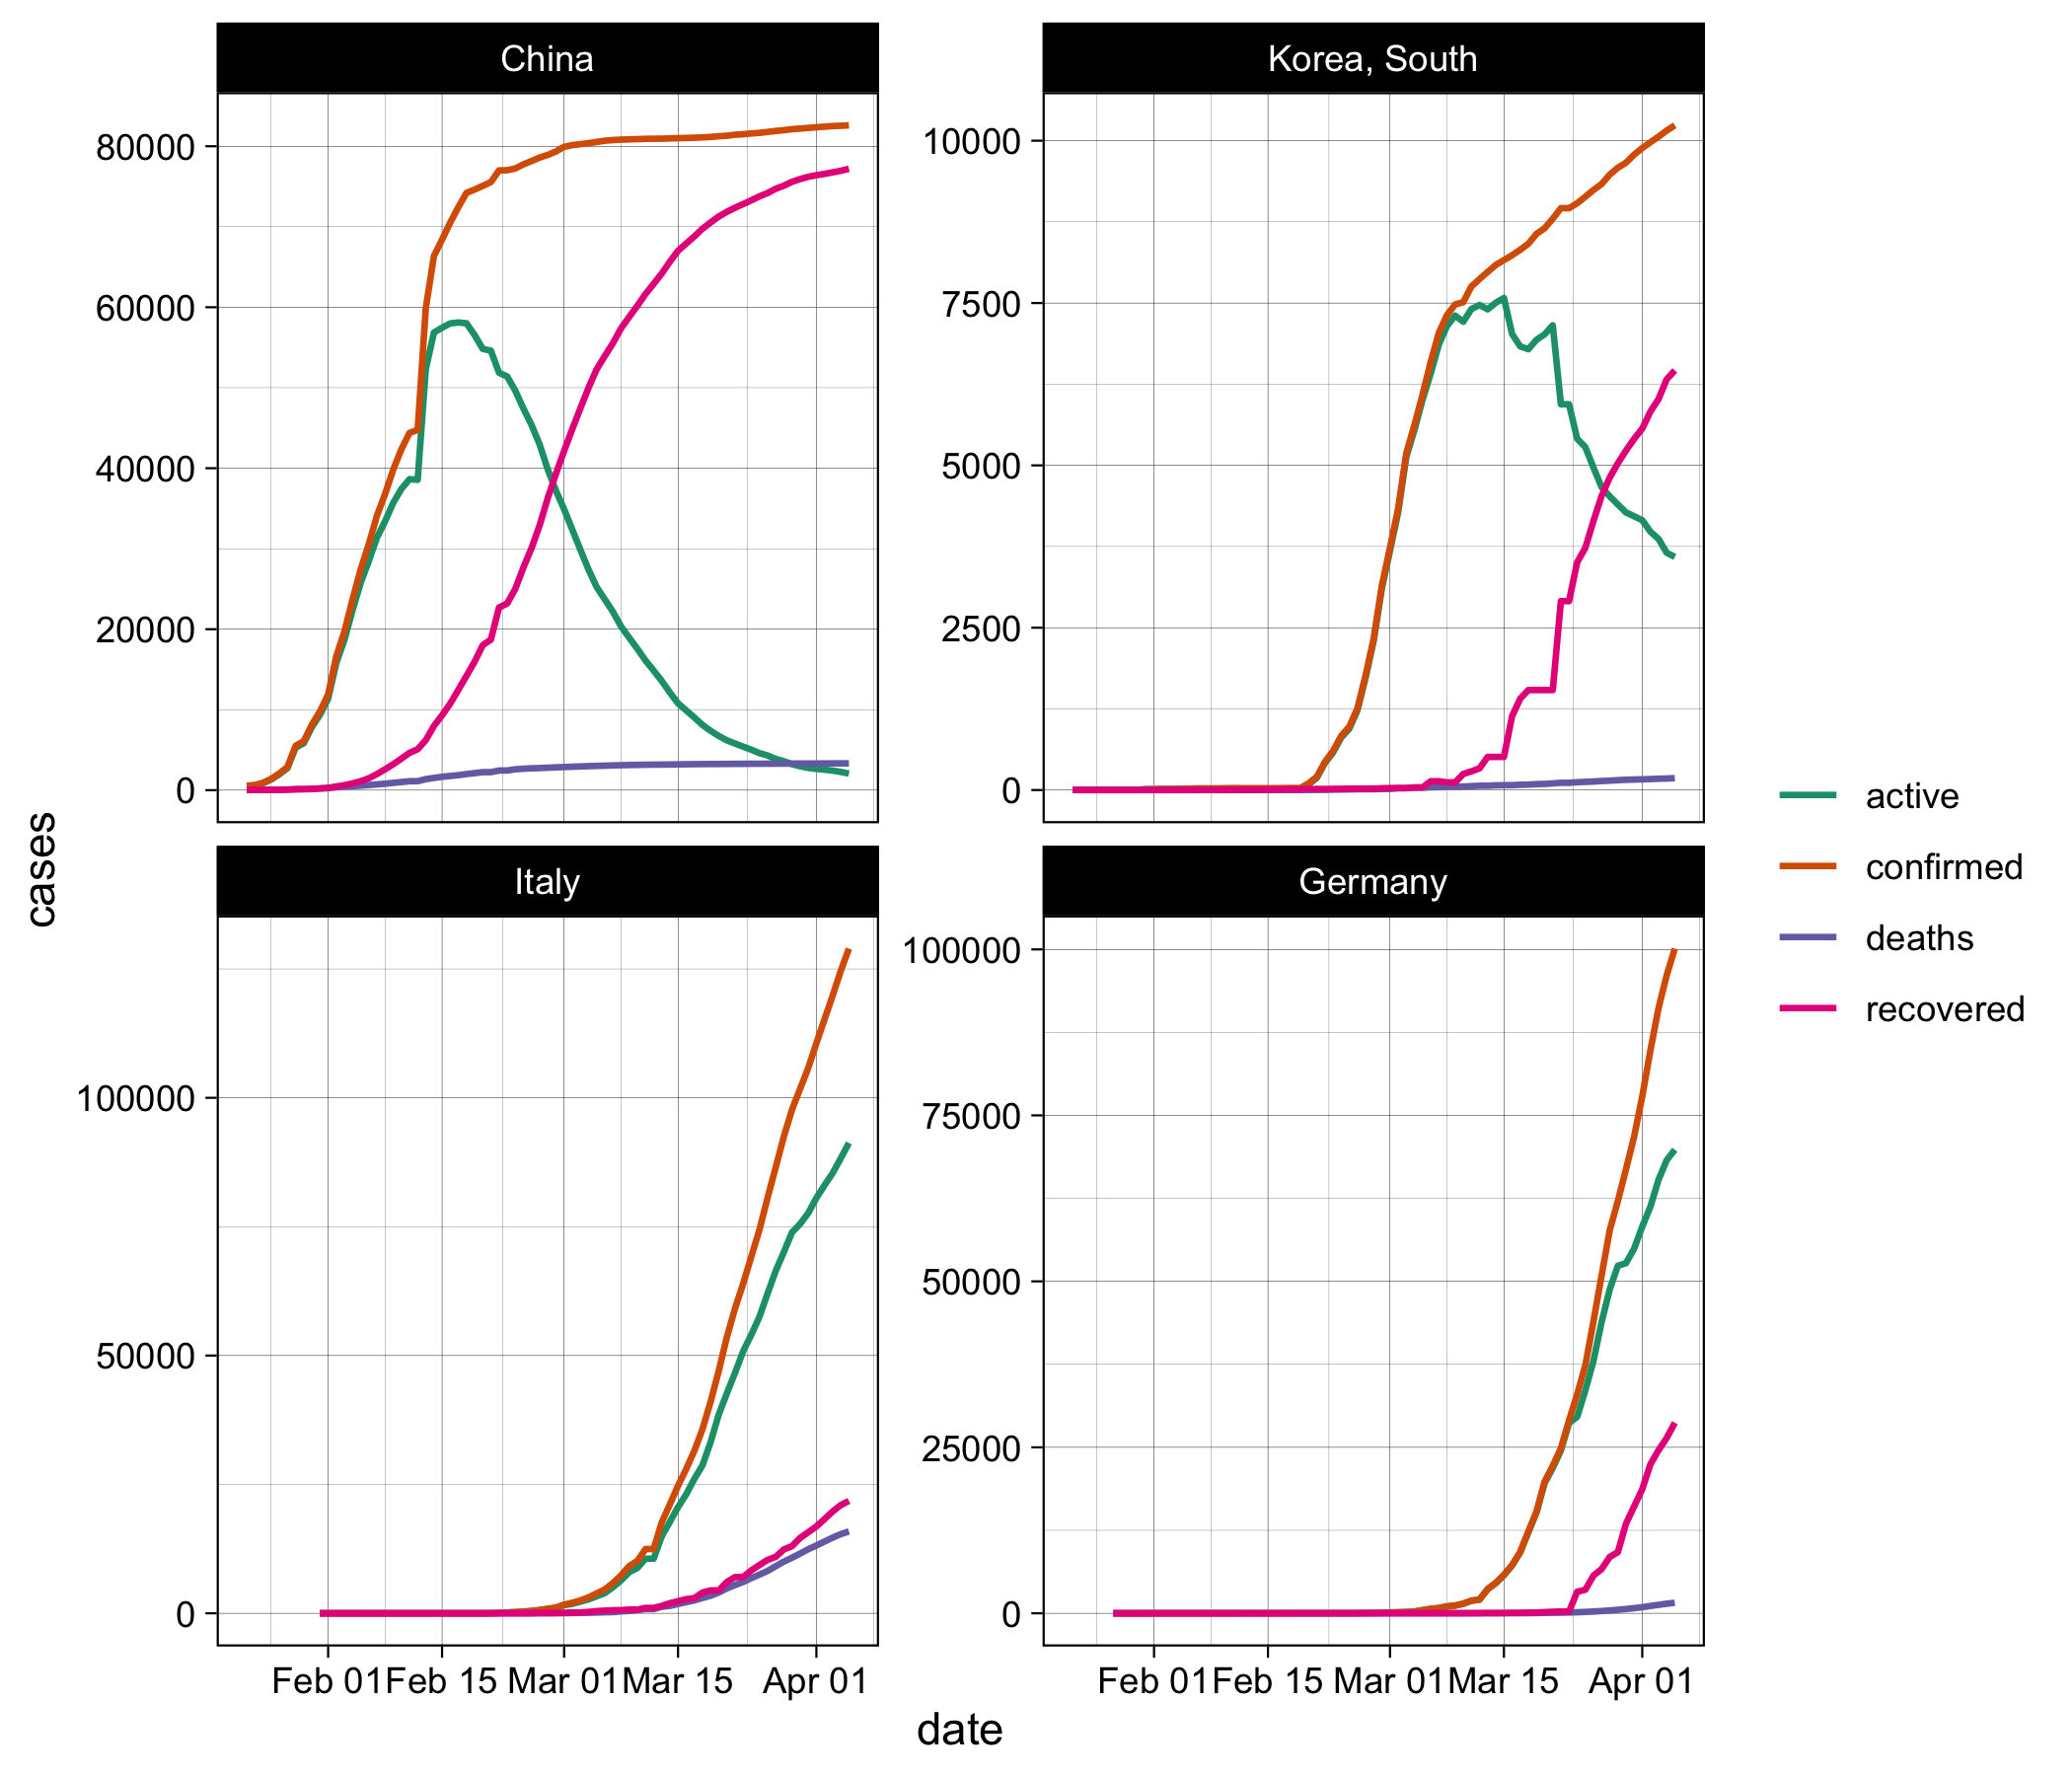 China
Korea, South
80000
60000
40000
20000
0
10000
7500
5000
2500
0
Italy
Germany
100000
50000
0
100000
75000
50000
25000
0
Feb 01 Feb 15 Mar 01 Mar 15 Apr 01
Feb 01 Feb 15 Mar 01 Mar 15 Apr 01
date
cases
active
confirmed
deaths
recovered